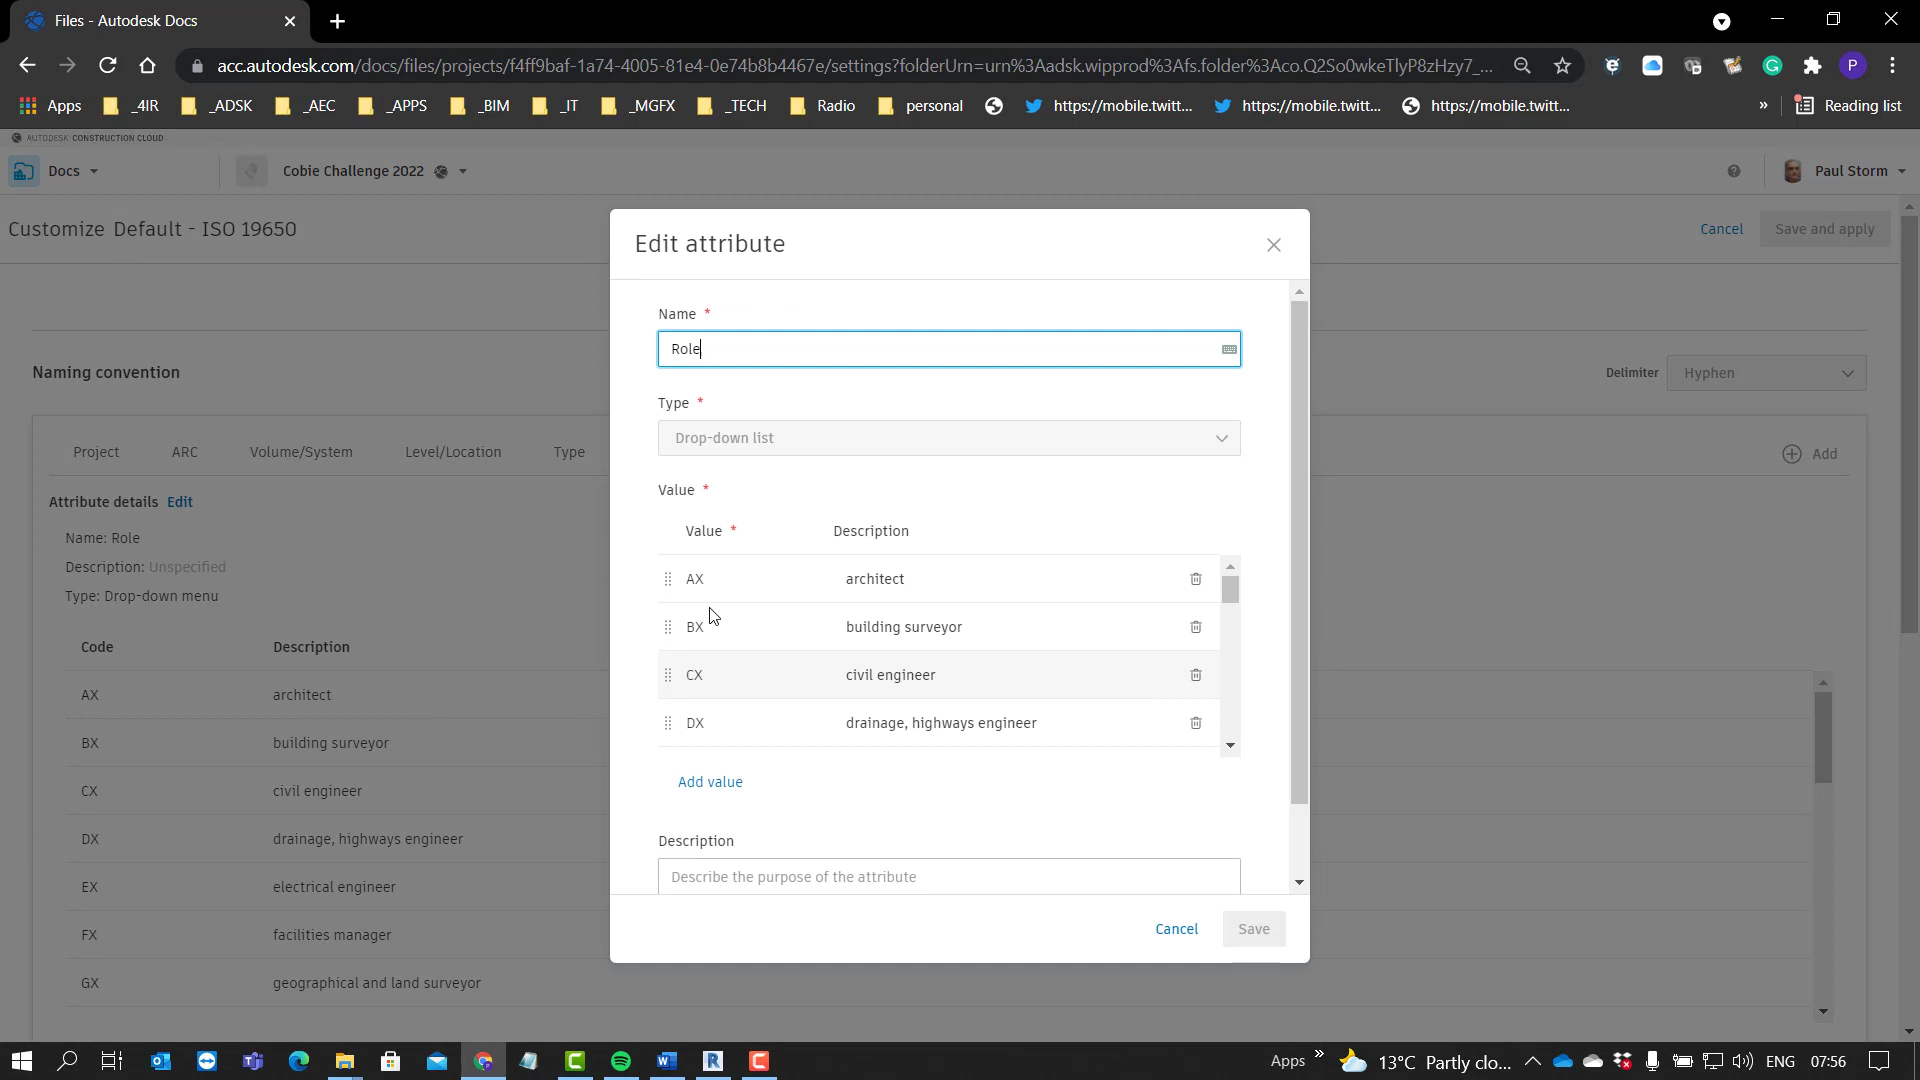 Files - Autodesk Docs
acc.autodesk.com/docs/files/projects/f4ff9baf-1a74-4005-81e4-0e74b8b4467e/settings?folderUrn=urn%3Aadsk.wipprod%3Afs.folder%3Aco.Q2So0wkeTlyP8zHzy7_...
P
Apps _4IR _ADSK _AEC _APPS _BIM _IT _MGFX _TECH Radio personal https://mobile.twitt... https://mobile.twitt... https://mobile.twitt... » Reading list
AUTODESK CONSTRUCTION CLOUD
Docs Cobie Challenge 2022 Paul Storm
Customize Default - ISO 19650 Cancel Save and apply
Edit attribute
Name *
Role
Naming convention Delimiter Hyphen
Type *
Drop-down list
Project ARC Volume/System Level/Location Type Add
Value *
Attribute details Edit
Value * Description
Name: Role
Description: Unspecified
Type: Drop-down menu
AX architect
BX building surveyor
CX civil engineer
DX drainage, highways engineer
Add value
Description
Describe the purpose of the attribute
Cancel Save
Code Description
AX architect
BX building surveyor
CX civil engineer
DX drainage, highways engineer
EX electrical engineer
FX facilities manager
GX geographical and land surveyor
Apps » 13°C Partly clo... ENG 07:56